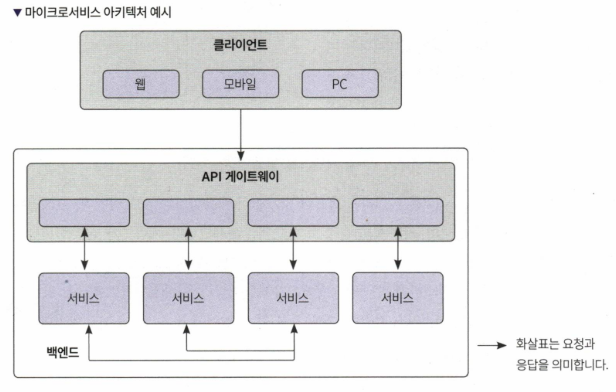 ▼ 마이크로서비스 아키텍처 예시
클라이언트
웹 모바일 PC
API 게이트웨이
서비스 서비스 서비스 서비스
백엔드
화살표는 요청과
응답을 의미합니다.